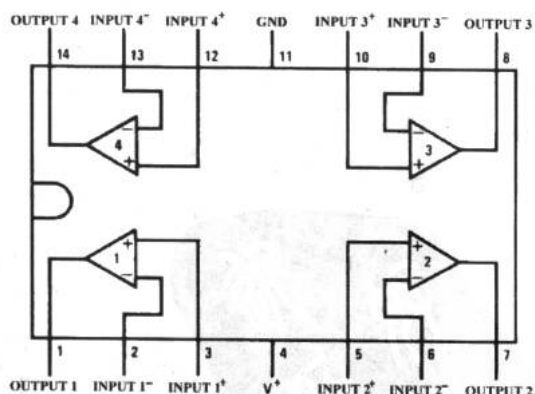 OUTPUT 4 INPUT 4- INPUT 4+ GND INPUT 3+ INPUT 3- OUTPUT 3
14 13 12 11 10 9 8
− −
4 3
+ +
+ +
1 2
− −
1 2 3 4 5 6 7
OUTPUT 1 INPUT 1- INPUT 1+ V+ INPUT 2+ INPUT 2- OUTPUT 2